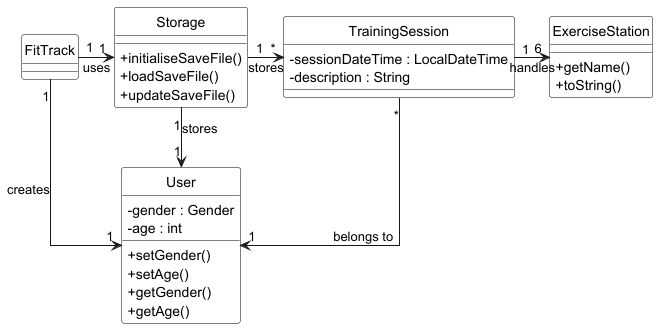 FitTrack
1
1
uses
Storage
+initialiseSaveFile()
+loadSaveFile()
+updateSaveFile()
1
*
stores
TrainingSession
-sessionDateTime : LocalDateTime
-description : String
1
6
handles
ExerciseStation
+getName()
+toString()
1
creates
1
1
stores
1
User
-gender : Gender
-age : int
+setGender()
+setAge()
+getGender()
+getAge()
*
belongs to
1